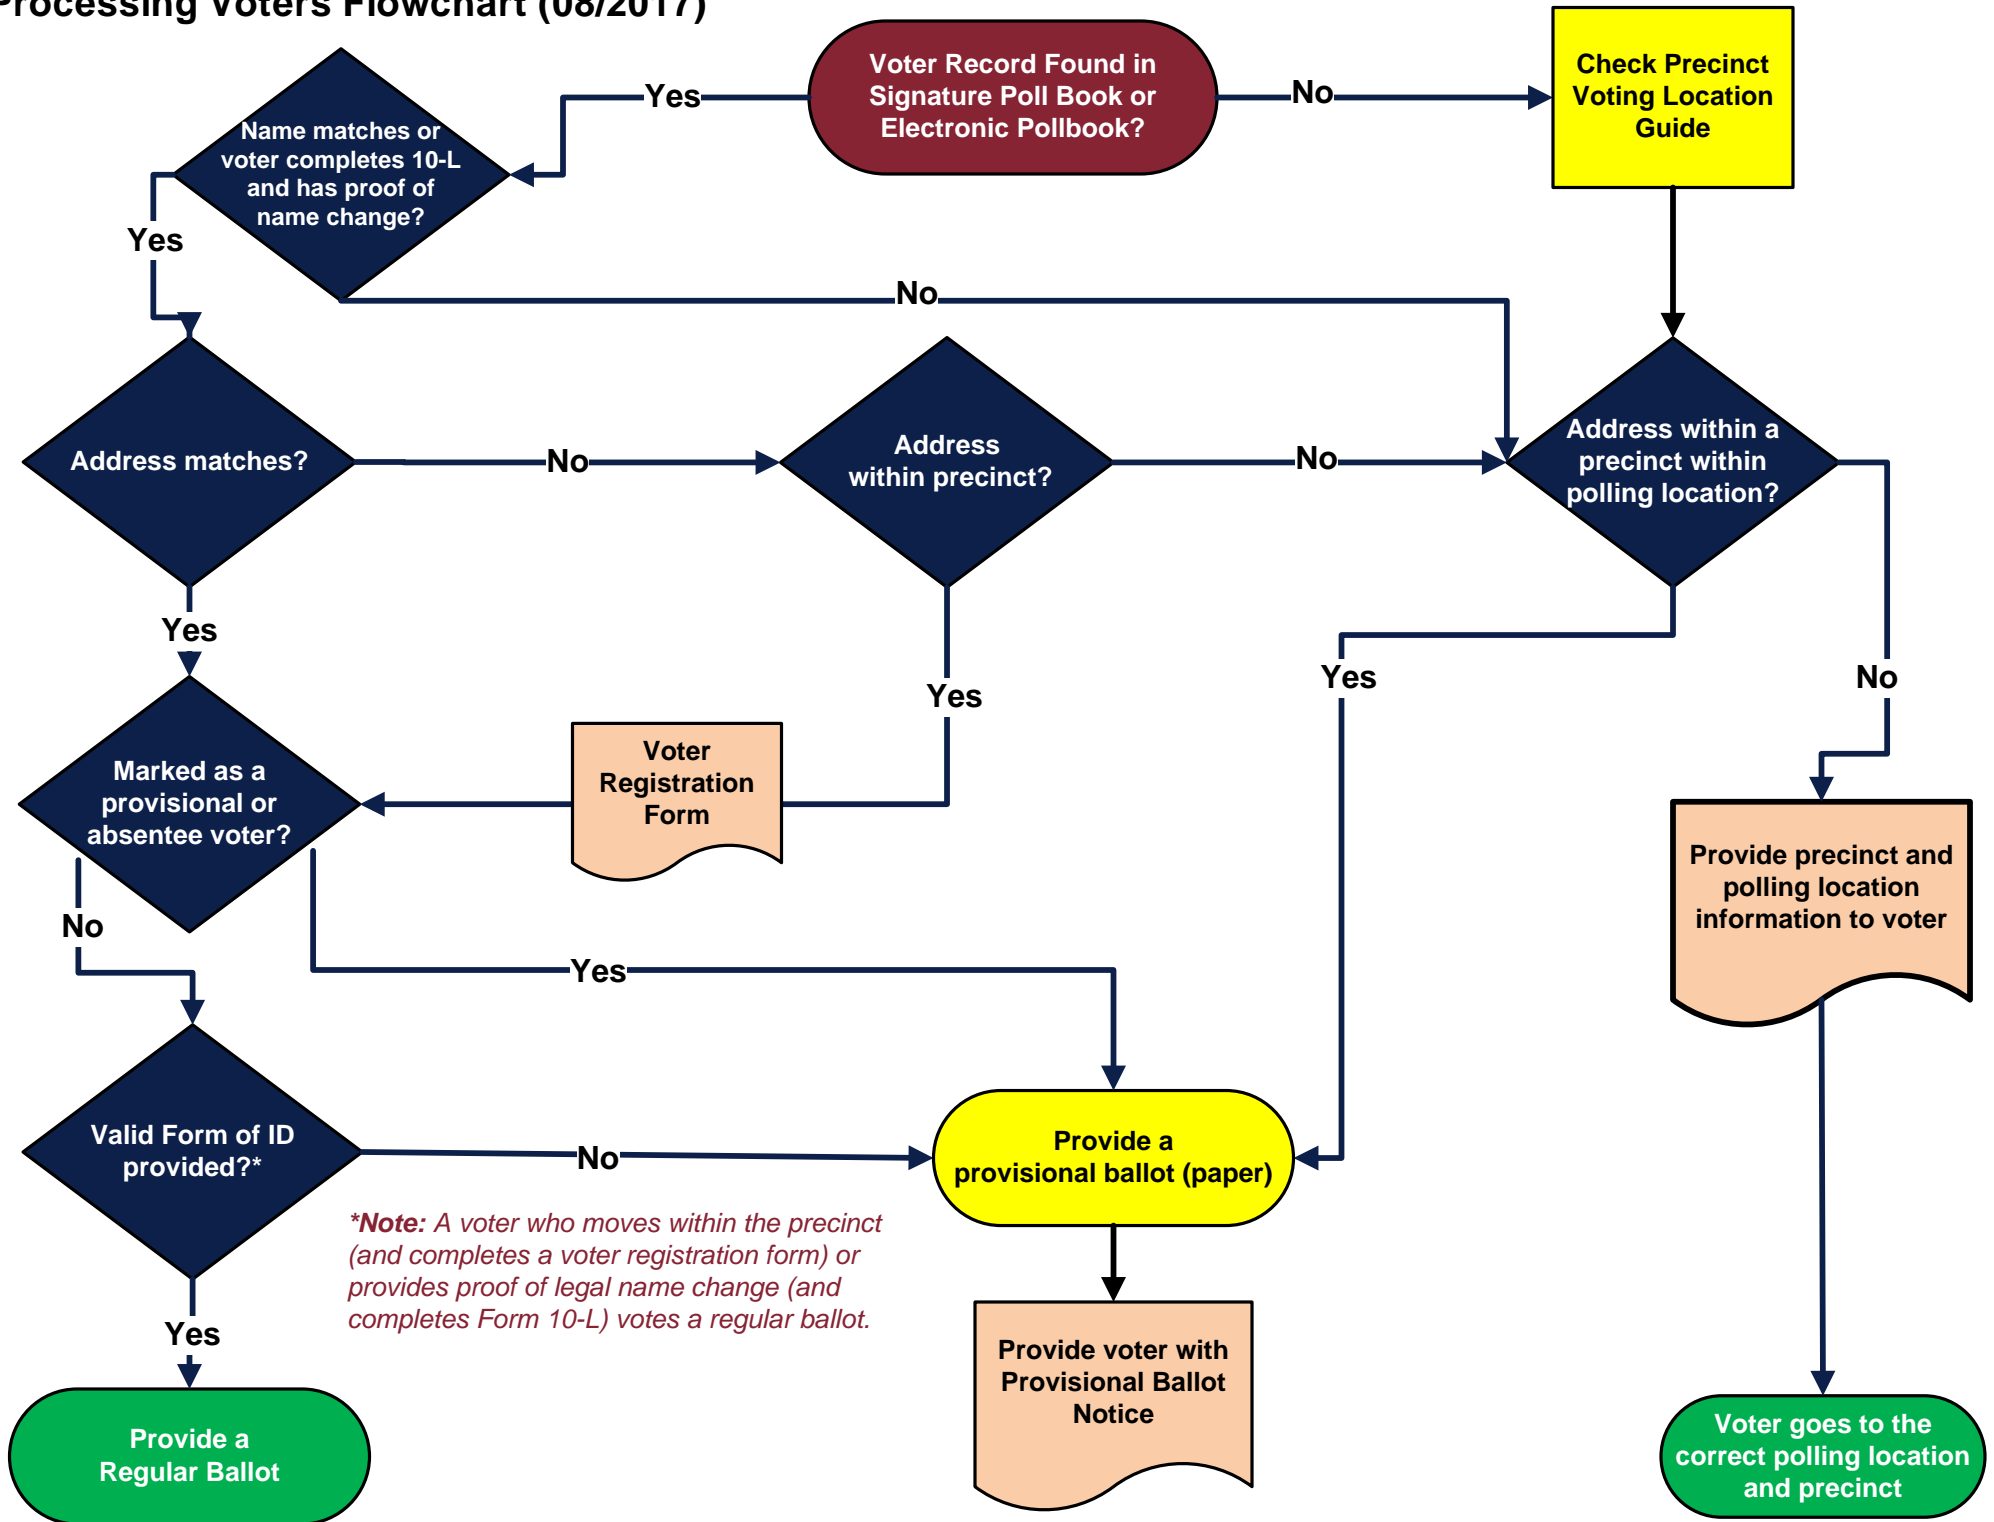 Processing Voters Flowchart (08/2017)
Voter Record Found in
Signature Poll Book or
Electronic Pollbook?
Yes
No
Check Precinct
Voting Location
Guide
Name matches or
voter completes 10-L
and has proof of
name change?
Yes
No
Address matches?
No
Address
within precinct?
No
Address within a
precinct within
polling location?
Yes
Yes
Yes
No
Voter
Registration
Form
Marked as a
provisional or
absentee voter?
No
Yes
Provide precinct and
polling location
information to voter
Valid Form of ID
provided?*
No
Provide a
provisional ballot (paper)
*Note: A voter who moves within the precinct
(and completes a voter registration form) or
provides proof of legal name change (and
completes Form 10-L) votes a regular ballot.
Yes
Provide voter with
Provisional Ballot
Notice
Provide a
Regular Ballot
Voter goes to the
correct polling location
and precinct